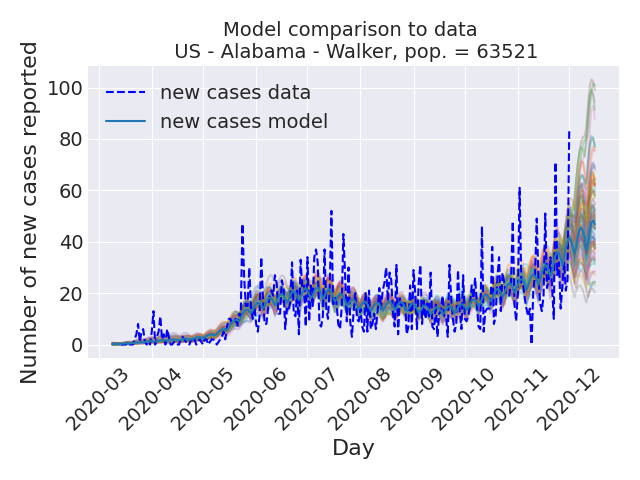 Model comparison to data
US - Alabama - Walker, pop. = 63521
Number of new cases reported
100
80
60
40
20
0
new cases data
new cases model
2020-03
2020-04
2020-05
2020-06
2020-07
2020-08
2020-09
2020-10
2020-11
2020-12
Day